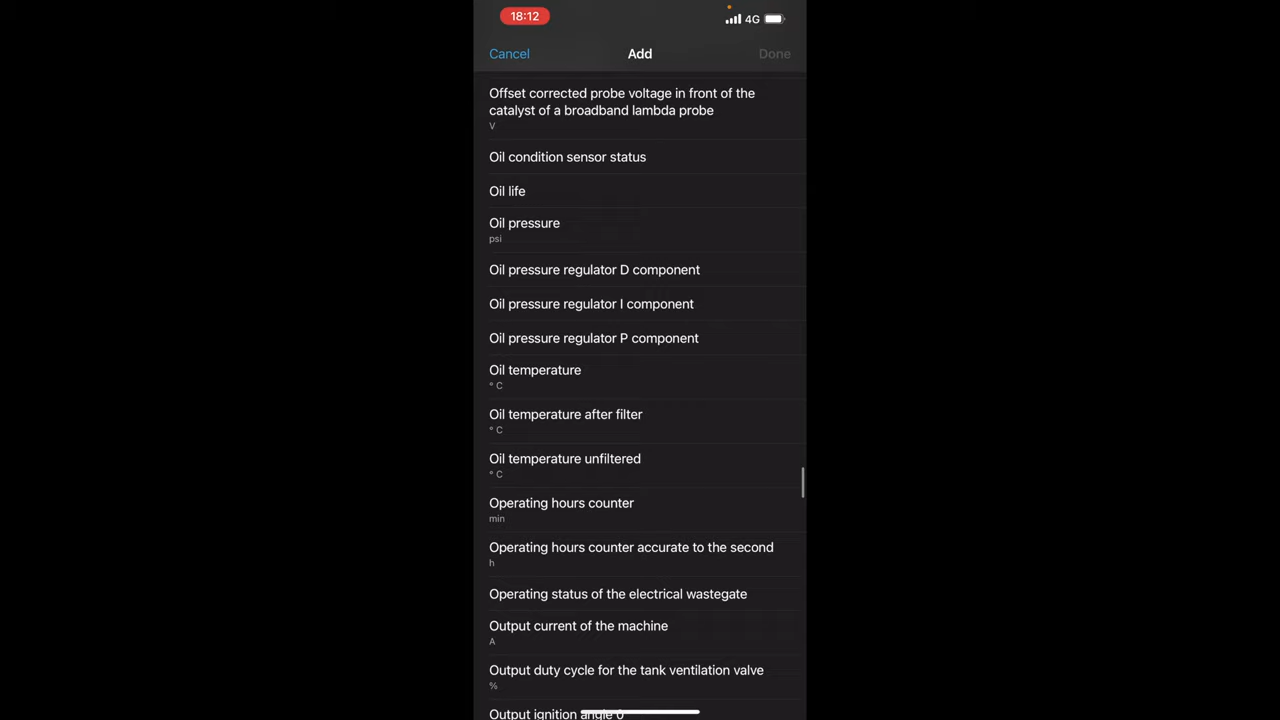 18:12
4G
Cancel
Add
Done
Offset corrected probe voltage in front of the
catalyst of a broadband lambda probe
V
Oil condition sensor status
Oil life
Oil pressure
psi
Oil pressure regulator D component
Oil pressure regulator I component
Oil pressure regulator P component
Oil temperature
° C
Oil temperature after filter
° C
Oil temperature unfiltered
° C
Operating hours counter
min
Operating hours counter accurate to the second
h
Operating status of the electrical wastegate
Output current of the machine
A
Output duty cycle for the tank ventilation valve
%
Output ignition angle 0